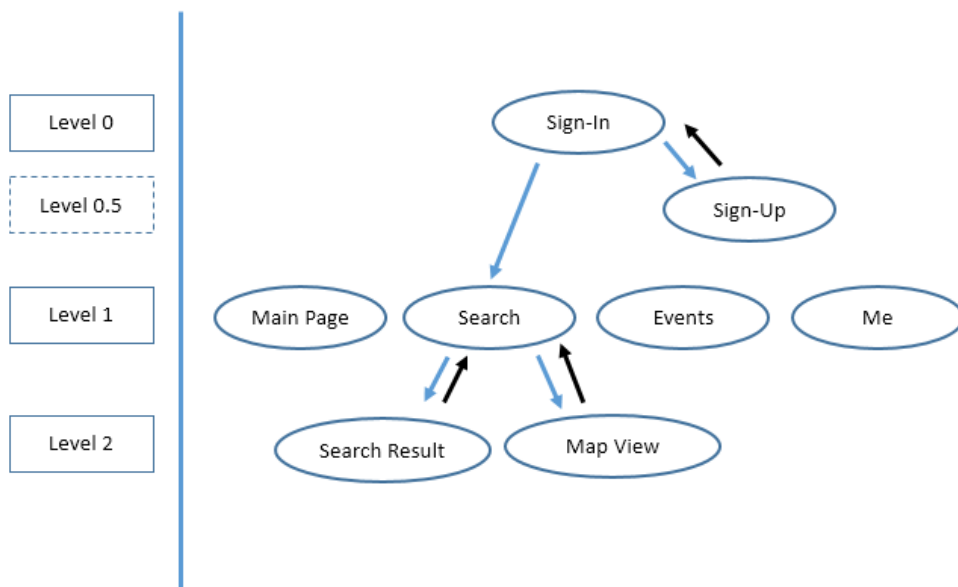 Level 0
Sign-In
Level 0.5
Sign-Up
Level 1
Main Page
Search
Events
Me
Level 2
Search Result
Map View